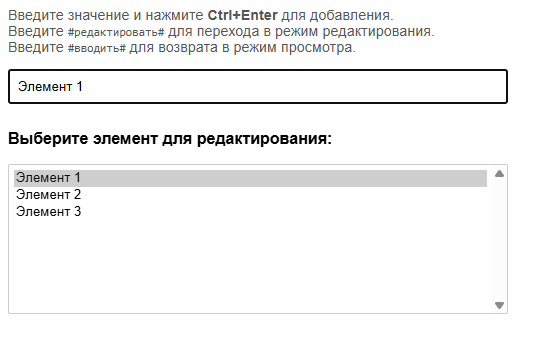 Введите значение и нажмите Ctrl+Enter для добавления.
Введите #редактировать# для перехода в режим редактирования.
Введите #вводить# для возврата в режим просмотра.
Элемент 1
Выберите элемент для редактирования:
Элемент 1
Элемент 2
Элемент 3